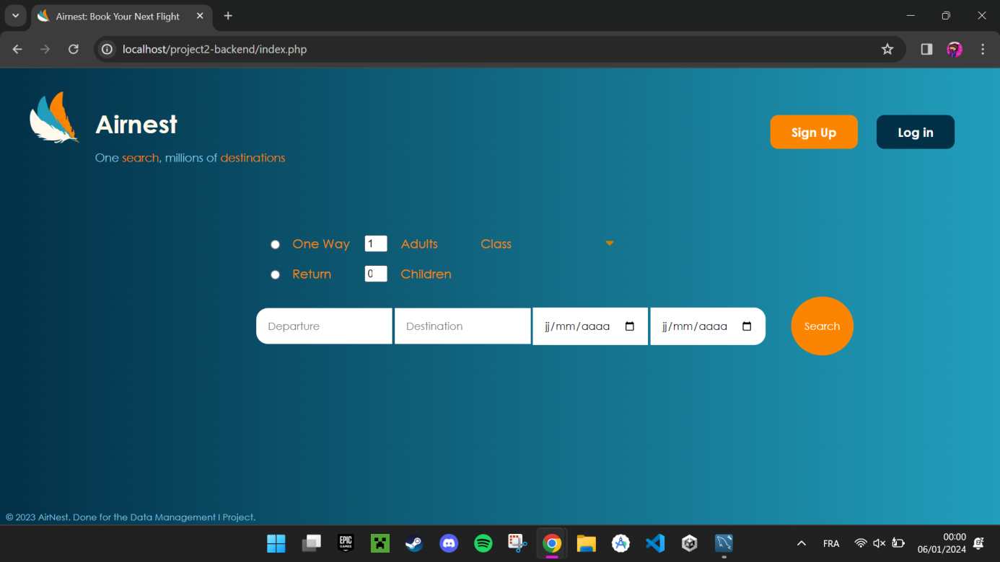 Airnest: Book Your Next Flight
localhost/project2-backend/index.php
Airnest
Sign Up
Log in
One search, millions of destinations
One Way
1
Adults
Class
Return
0
Children
Departure
Destination
jj/mm/aaaa
jj/mm/aaaa
Search
© 2023 AirNest. Done for the Data Management I Project.
EPIC
GAMES
FRA
00:00
06/01/2024